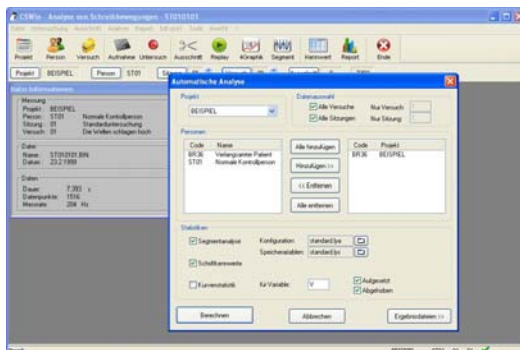 CSWin - Analyse von Schreibbewegungen - ST010101
Projekt Person Versuch Aufnahme Untersuch Ausschnitt Replay KGraphik Segment Kennwert Report Ende
Projekt BEISPIEL Person ST01
Messung
Projekt: BEISPIEL
Person: ST01 Normale Kontrollperson
Sitzung: 01 Standarduntersuchung
Versuch: 01 Die Wellen schlagen hoch
Datei
Name: ST010101.BIN
Datum: 23.2.1998
Daten
Dauer: 7.393 s
Datenpunkte:
Messrate: 204 Hz
Automatische Analyse
Projekt
BEISPIEL
Datenauswahl
Alle Versuche Nur Versuch:
Alle Sitzungen Nur Sitzung:
Personen
Code Name
BR36 Verlangsamter Patient
ST01 Normale Kontrollperson
Alle hinzufügen
Hinzufügen >>
<< Entfernen
Alle entfernen
Code Projekt
BR36 BEISPIEL
Statistiken
Segmentanalyse Konfiguration: standard.lya
Speichervariablen: standard.lys
Schriftkennwerte
Kurvenstatistik für Variable: V
Aufgesetzt
Abgehoben
Berechnen Abbrechen Ergebnisdateien >>